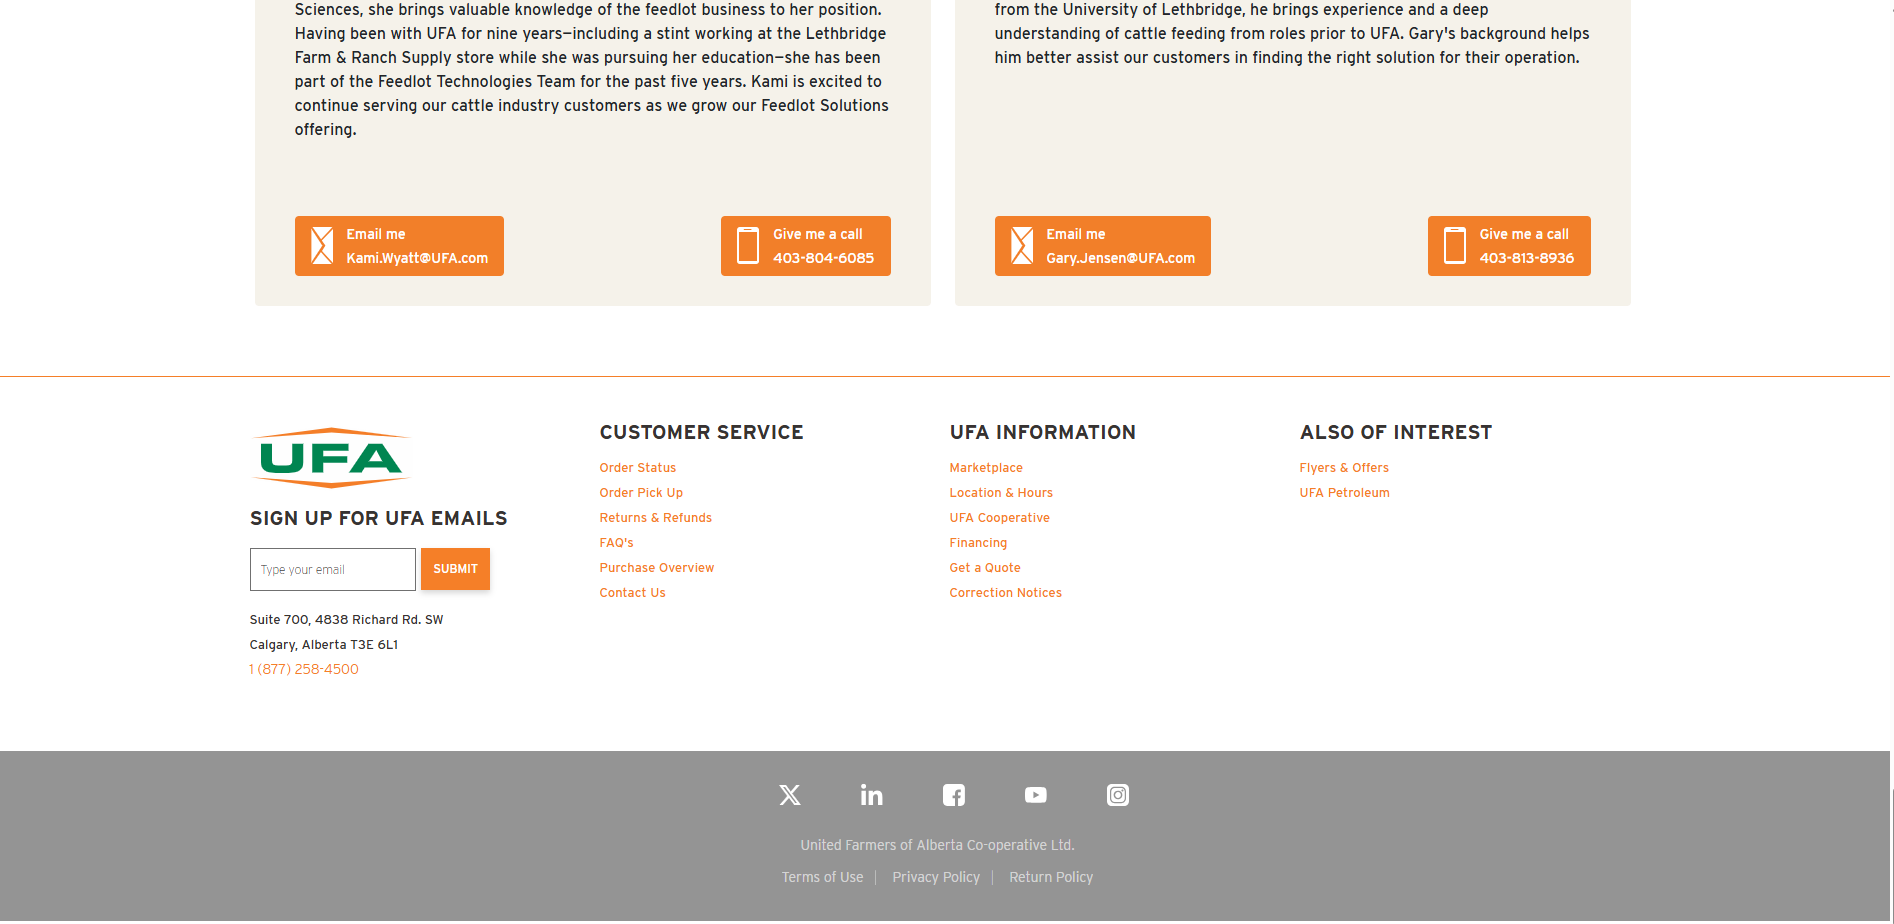 Sciences, she brings valuable knowledge of the feedlot business to her position.
Having been with UFA for nine years—including a stint working at the Lethbridge
Farm & Ranch Supply store while she was pursuing her education—she has been
part of the Feedlot Technologies Team for the past five years. Kami is excited to
continue serving our cattle industry customers as we grow our Feedlot Solutions
offering.
Email me
Kami.Wyatt@UFA.com
Give me a call
403-804-6085
from the University of Lethbridge, he brings experience and a deep
understanding of cattle feeding from roles prior to UFA. Gary's background helps
him better assist our customers in finding the right solution for their operation.
Email me
Gary.Jensen@UFA.com
Give me a call
403-813-8936
UFA
SIGN UP FOR UFA EMAILS
Type your email
SUBMIT
Suite 700, 4838 Richard Rd. SW
Calgary, Alberta T3E 6L1
1 (877) 258-4500
CUSTOMER SERVICE
Order Status
Order Pick Up
Returns & Refunds
FAQ's
Purchase Overview
Contact Us
UFA INFORMATION
Marketplace
Location & Hours
UFA Cooperative
Financing
Get a Quote
Correction Notices
ALSO OF INTEREST
Flyers & Offers
UFA Petroleum
United Farmers of Alberta Co-operative Ltd.
Terms of Use | Privacy Policy | Return Policy